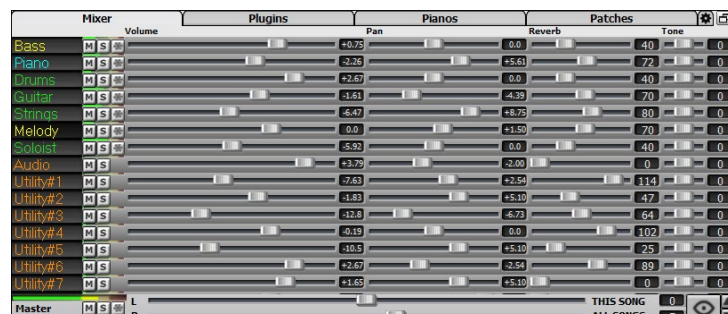 Mixer Plugins Pianos Patches
Volume Pan Reverb Tone
Bass M S +0.75 0.0 40 0
Piano M S -2.26 +5.61 72 0
Drums M S +2.67 0.0 40 0
Guitar M S -1.61 -4.39 70 0
Strings M S -6.47 +8.75 80 0
Melody M S 0.0 +1.50 70 0
Soloist M S -5.92 0.0 40 0
Audio M S +3.79 -2.00 0 0
Utility#1 M S -7.63 +2.54 114 0
Utility#2 M S -1.83 +5.10 47 0
Utility#3 M S -12.8 -6.73 64 0
Utility#4 M S -0.19 0.0 102 0
Utility#5 M S -10.5 +5.10 25 0
Utility#6 M S +2.67 -2.54 89 0
Utility#7 M S +1.65 +5.10 0 0
L THIS SONG 0
Master M S
ALL SONGS